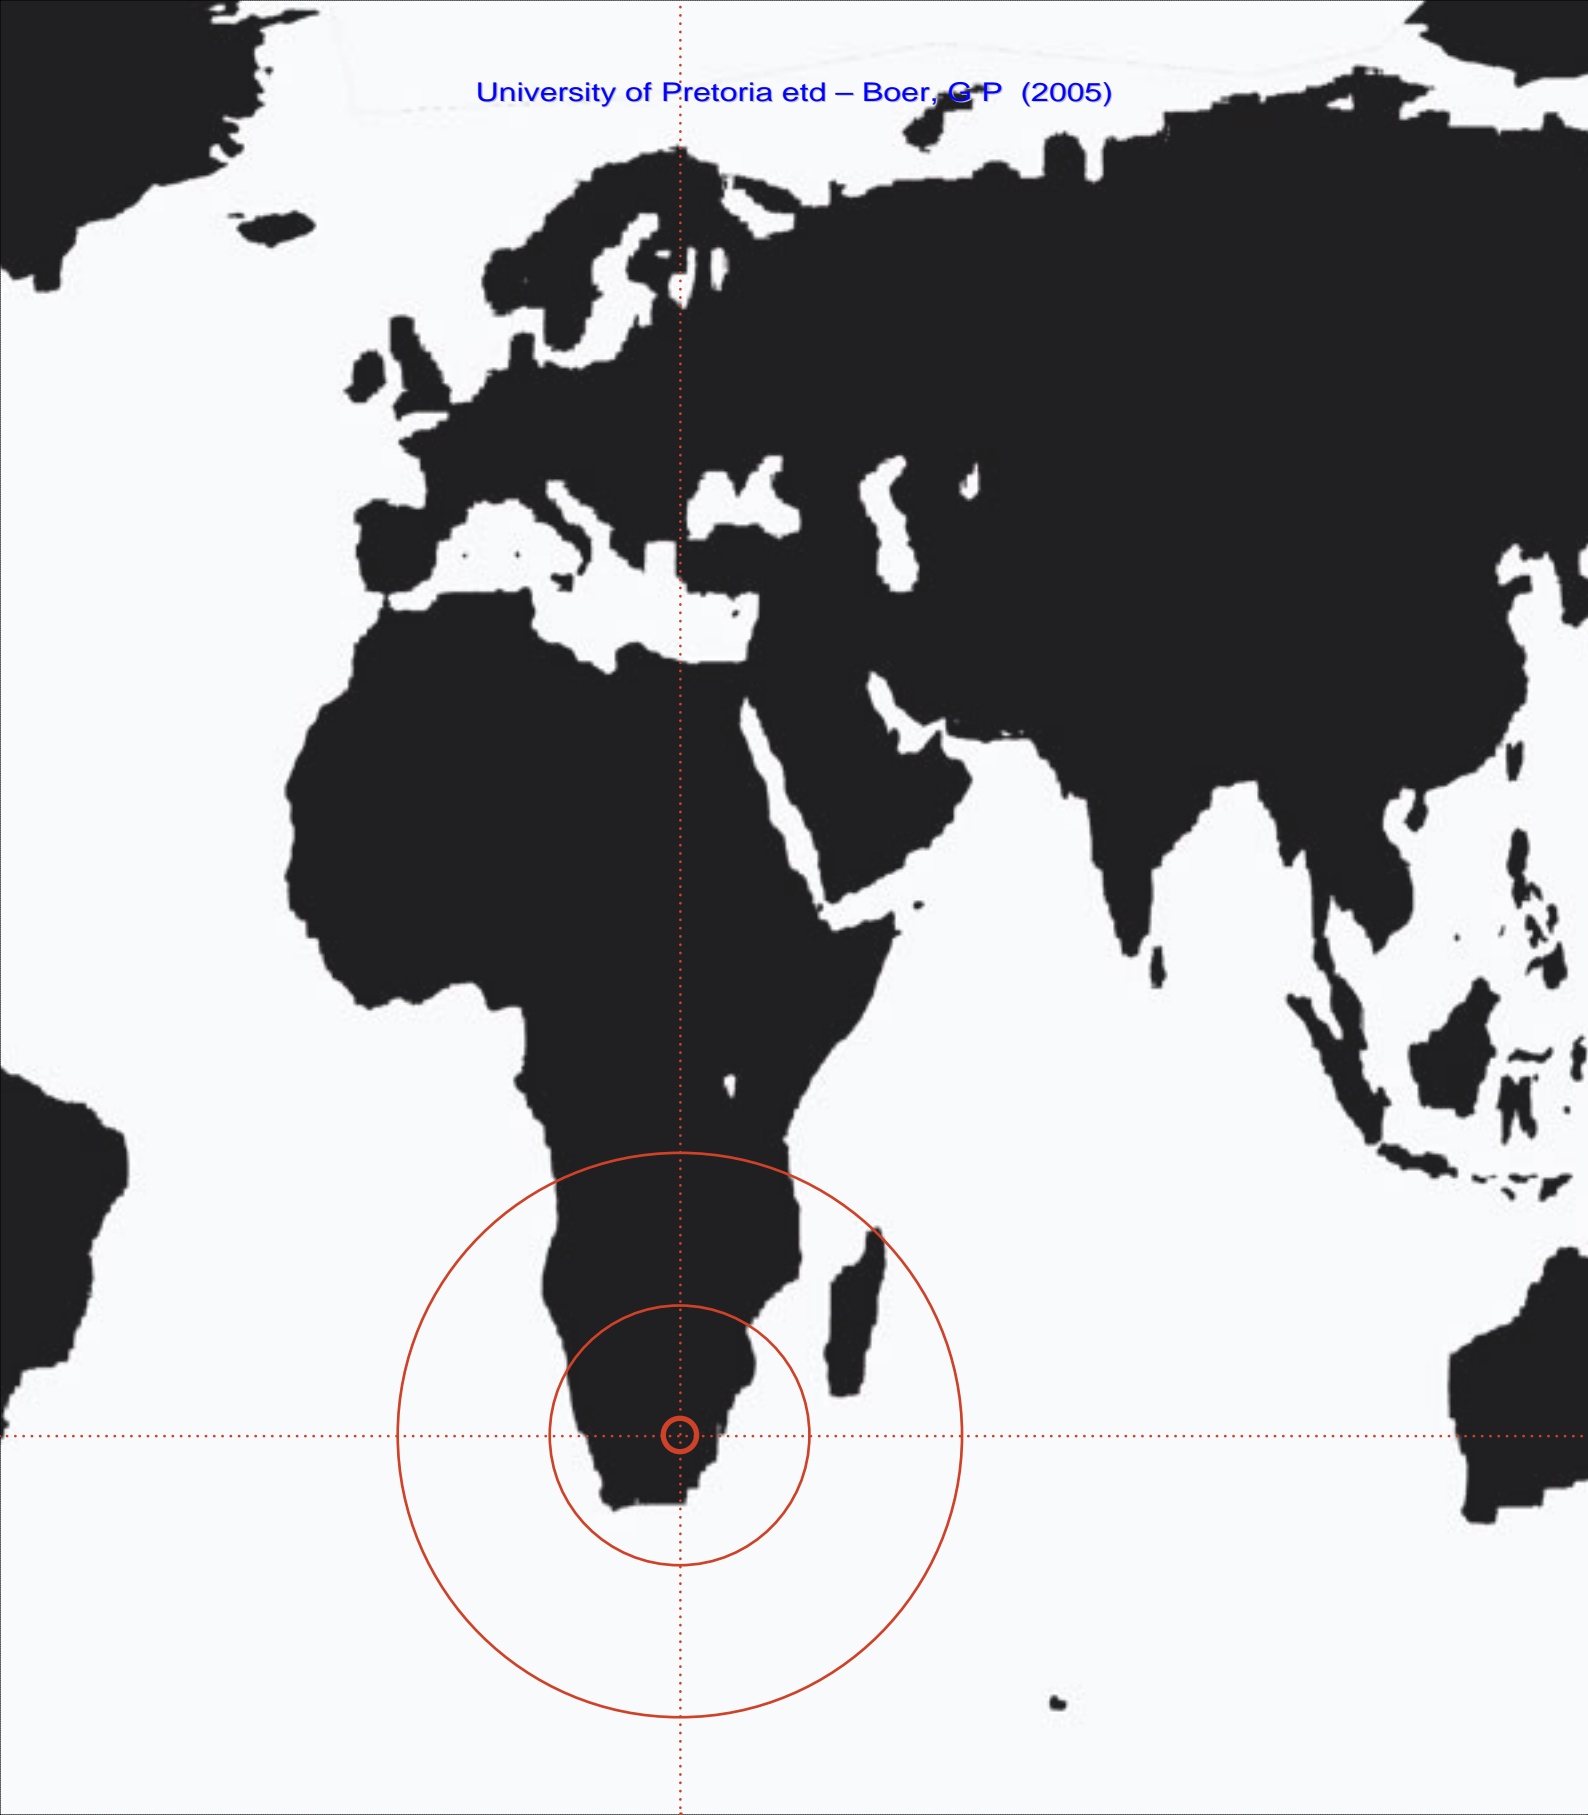 University of Pretoria etd – Boer, G P (2005)